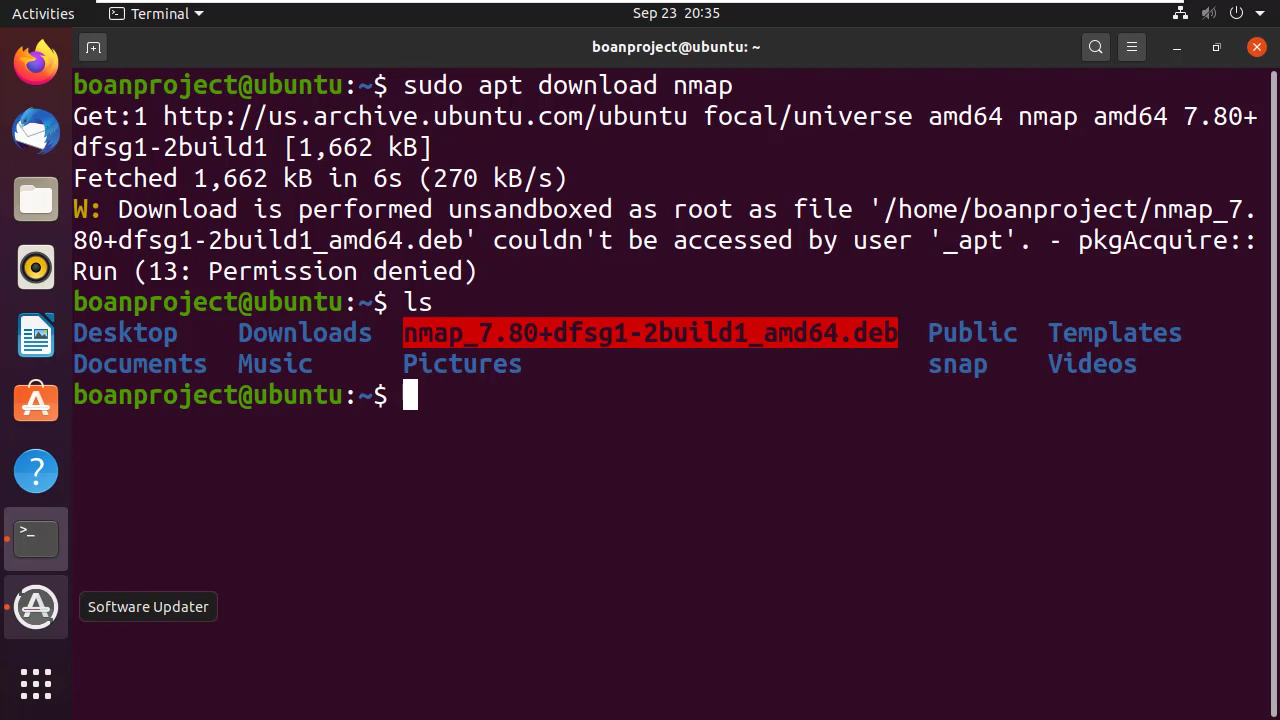 Activities Terminal Sep 23 20:35
boanproject@ubuntu: ~
boanproject@ubuntu:~$ sudo apt download nmap
Get:1 http://us.archive.ubuntu.com/ubuntu focal/universe amd64 nmap amd64 7.80+
dfsg1-2build1 [1,662 kB]
Fetched 1,662 kB in 6s (270 kB/s)
W: Download is performed unsandboxed as root as file '/home/boanproject/nmap_7.
80+dfsg1-2build1_amd64.deb' couldn't be accessed by user '_apt'. - pkgAcquire::
Run (13: Permission denied)
boanproject@ubuntu:~$ ls
Desktop Downloads nmap_7.80+dfsg1-2build1_amd64.deb Public Templates
Documents Music Pictures snap Videos
boanproject@ubuntu:~$
Software Updater